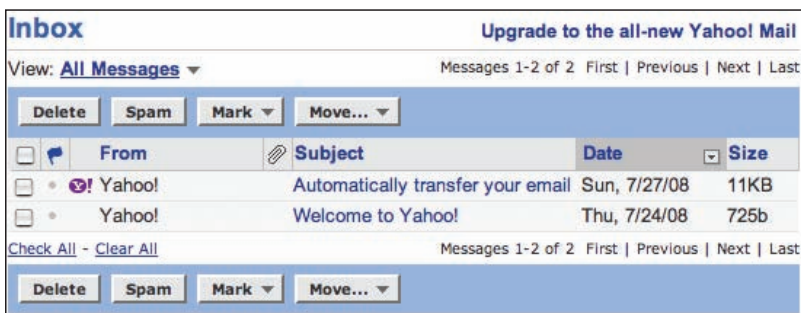 Inbox Upgrade to the all-new Yahoo! Mail
View: All Messages Messages 1-2 of 2 First | Previous | Next | Last
Delete Spam Mark Move...
From Subject Date Size
Y! Yahoo! Automatically transfer your email Sun, 7/27/08 11KB
Yahoo! Welcome to Yahoo! Thu, 7/24/08 725b
Check All - Clear All Messages 1-2 of 2 First | Previous | Next | Last
Delete Spam Mark Move...